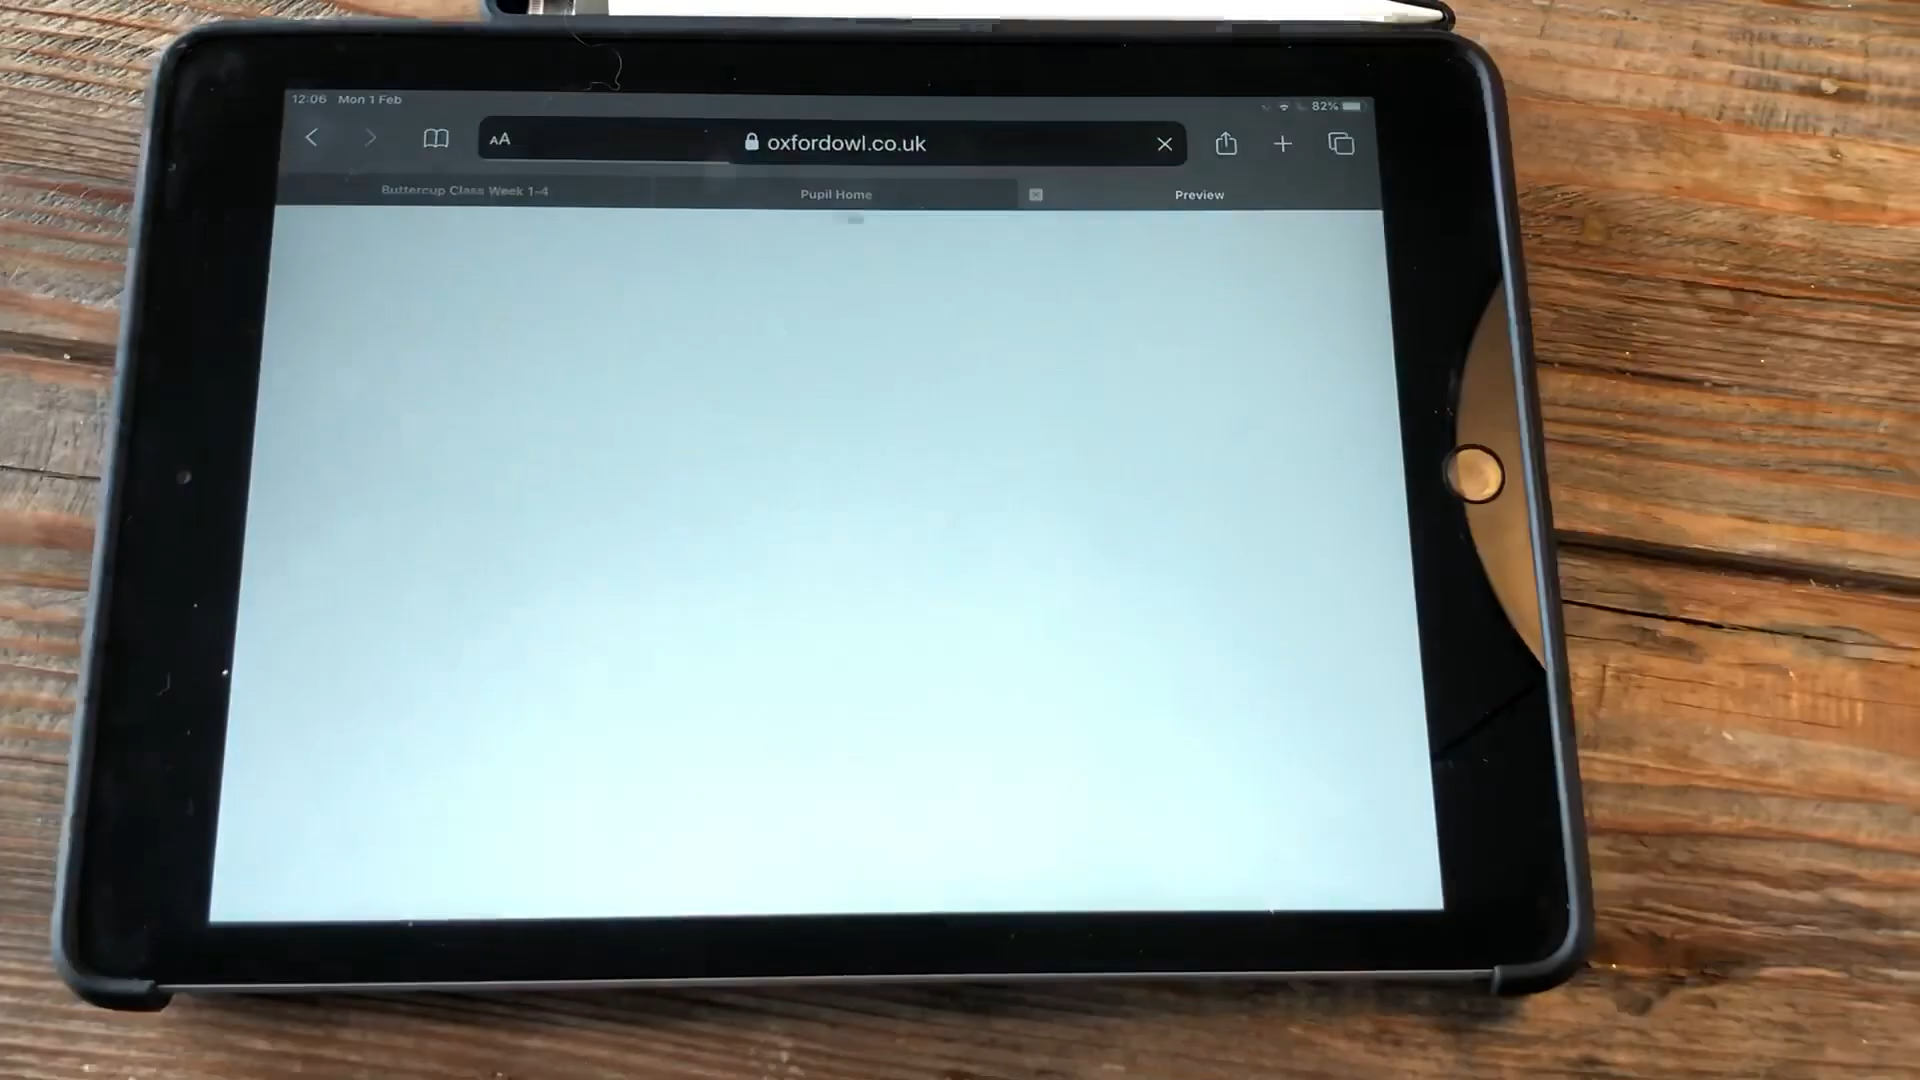 12:06 Mon 1 Feb 82%
AA oxfordowl.co.uk
Buttercup Class Week 1-4 Pupil Home Preview